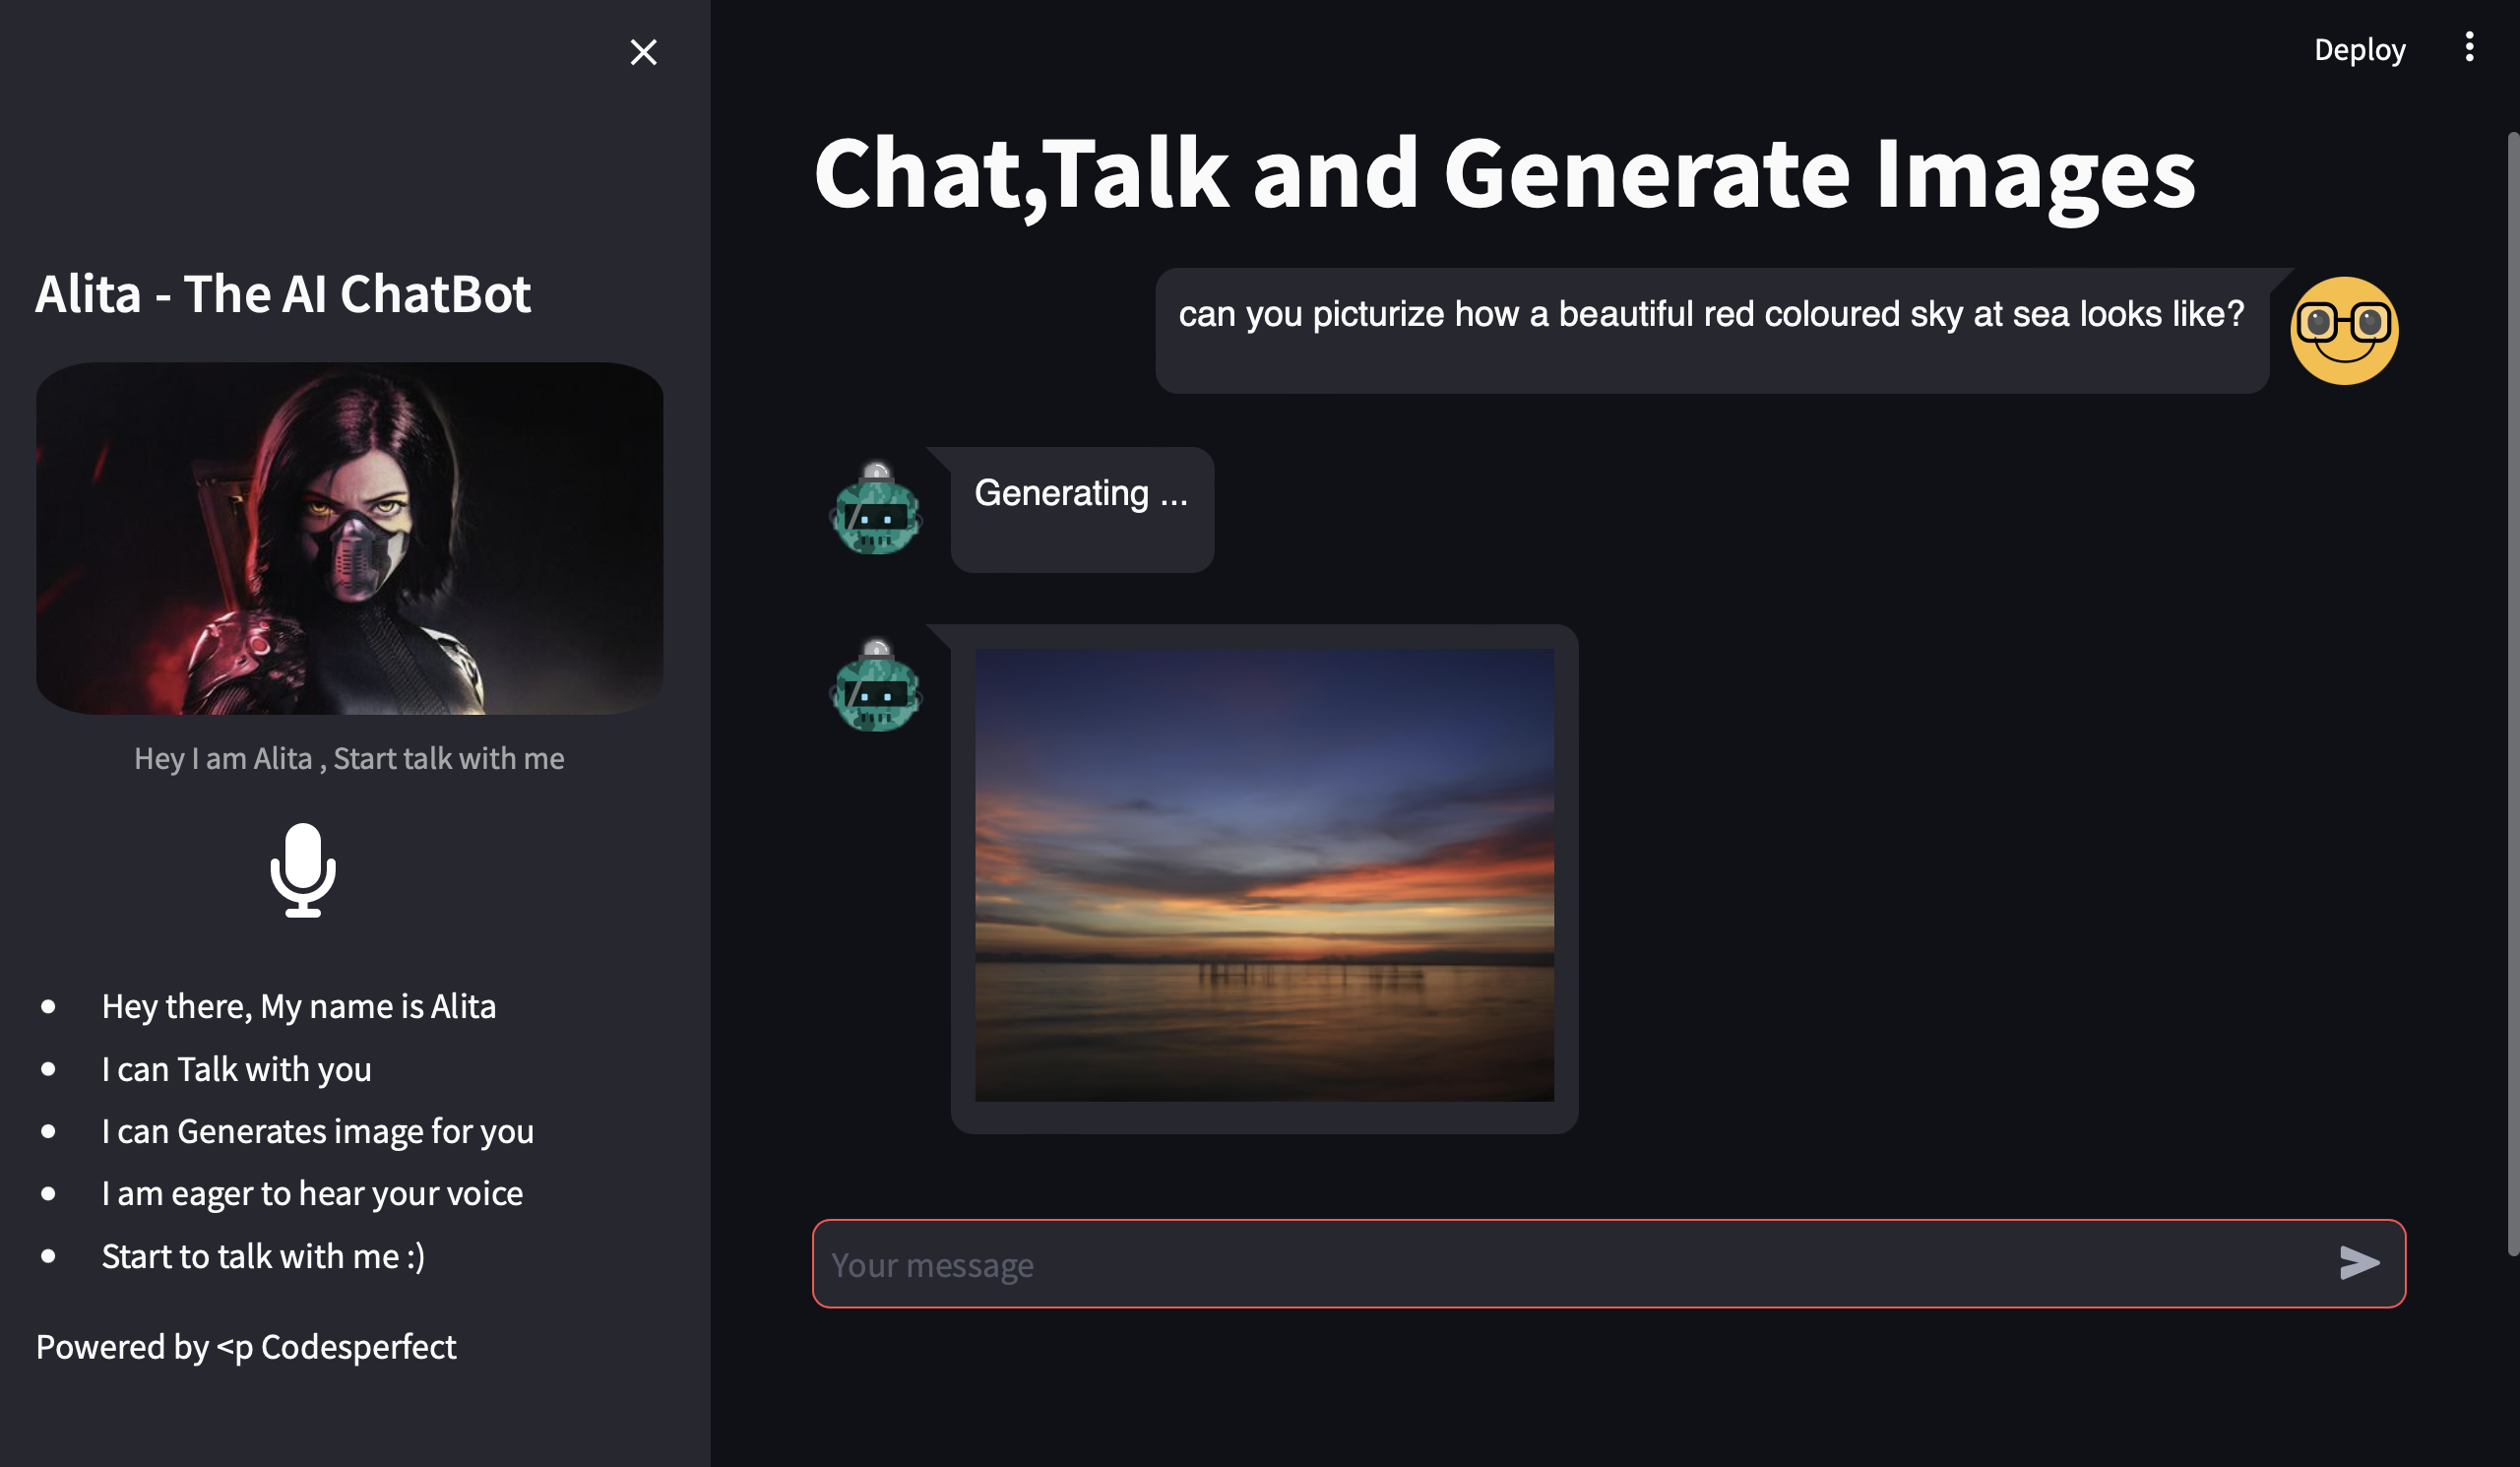 Deploy
Alita - The AI ChatBot
Hey I am Alita , Start talk with me
Hey there, My name is Alita
I can Talk with you
I can Generates image for you
I am eager to hear your voice
Start to talk with me :)
Powered by <p Codesperfect
Chat,Talk and Generate Images
can you picturize how a beautiful red coloured sky at sea looks like?
Generating ...
Your message